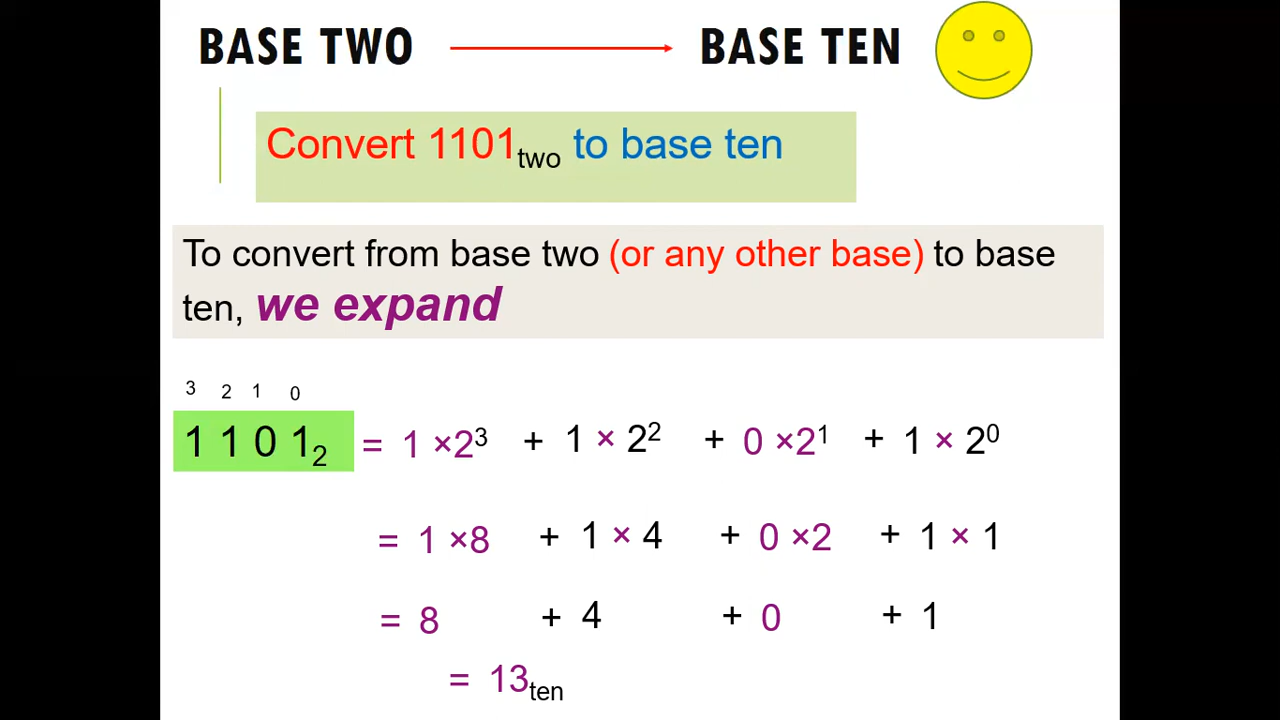 BASE TWO → BASE TEN
Convert 1101two to base ten
To convert from base two (or any other base) to base
ten, we expand
3 2 1 0
1 1 0 1₂ = 1 ×2³ + 1 × 2² + 0 ×2¹ + 1 × 2⁰
= 1 ×8 + 1 × 4 + 0 ×2 + 1 × 1
= 8 + 4 + 0 + 1
= 13ten